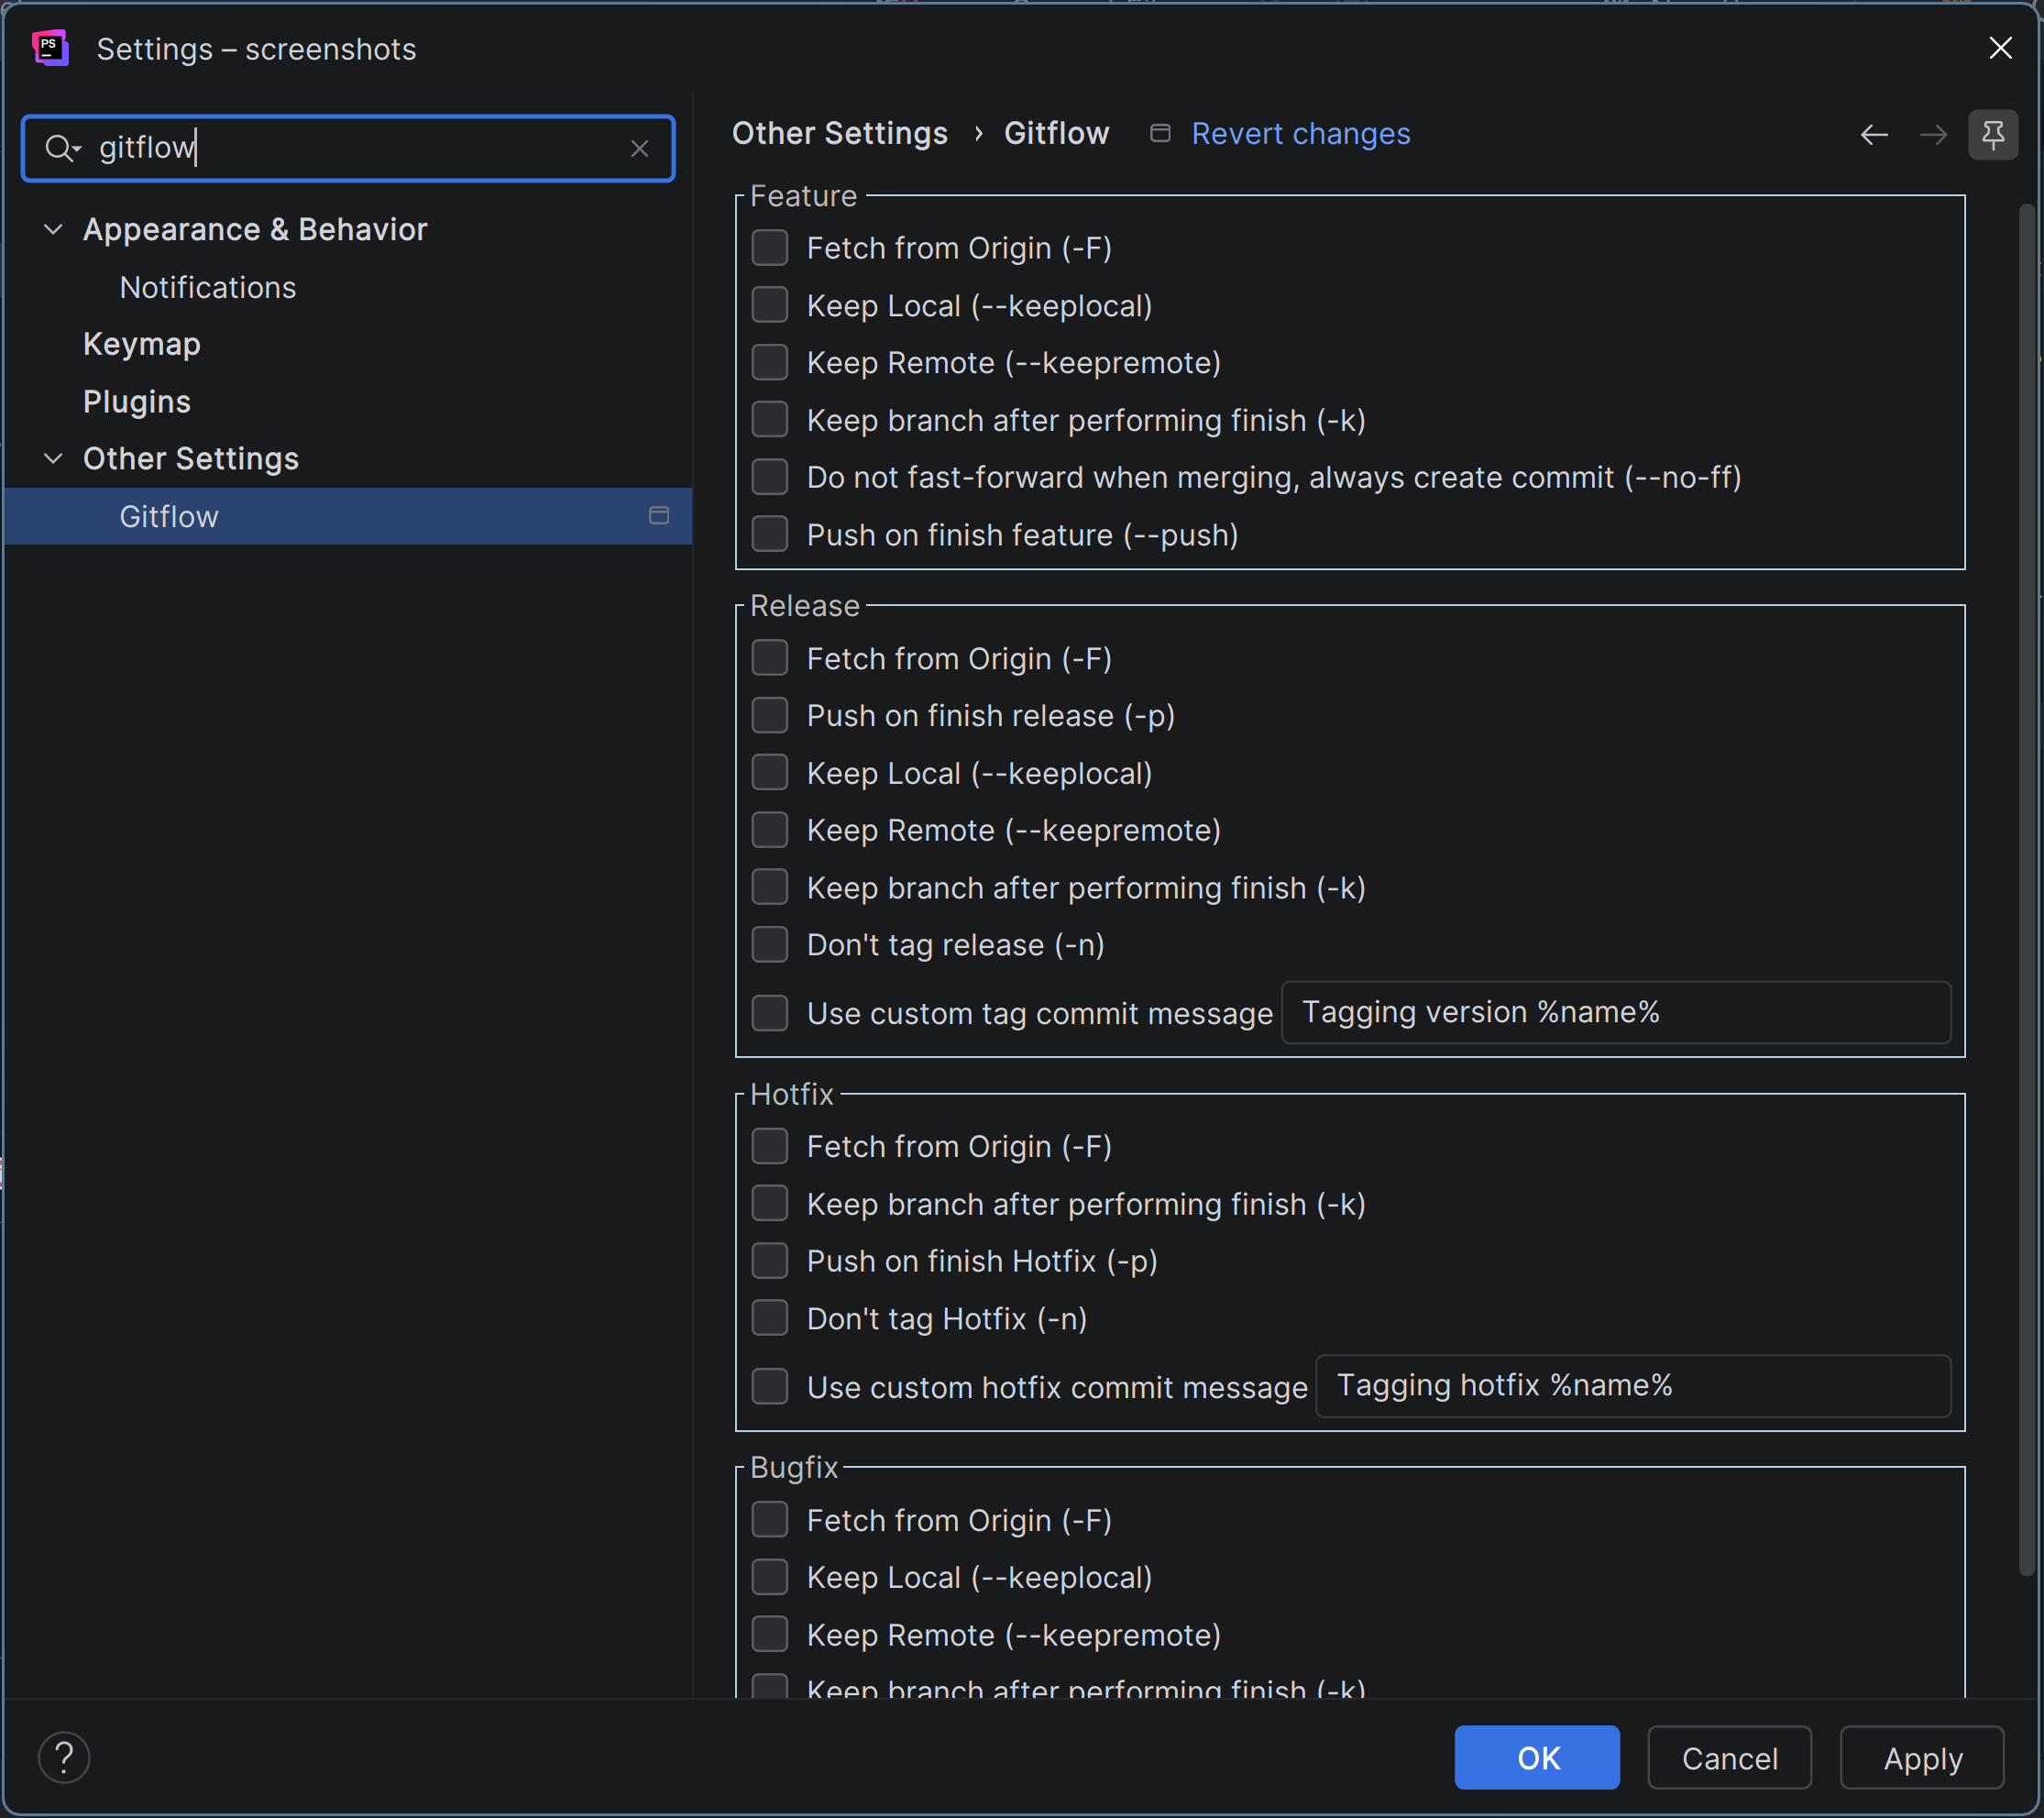 PS
Settings – screenshots
gitflow
Appearance & Behavior
Notifications
Keymap
Plugins
Other Settings
Gitflow
Other Settings › Gitflow
Revert changes
Feature
Fetch from Origin (-F)
Keep Local (--keeplocal)
Keep Remote (--keepremote)
Keep branch after performing finish (-k)
Do not fast-forward when merging, always create commit (--no-ff)
Push on finish feature (--push)
Release
Fetch from Origin (-F)
Push on finish release (-p)
Keep Local (--keeplocal)
Keep Remote (--keepremote)
Keep branch after performing finish (-k)
Don't tag release (-n)
Use custom tag commit message Tagging version %name%
Hotfix
Fetch from Origin (-F)
Keep branch after performing finish (-k)
Push on finish Hotfix (-p)
Don't tag Hotfix (-n)
Use custom hotfix commit message Tagging hotfix %name%
Bugfix
Fetch from Origin (-F)
Keep Local (--keeplocal)
Keep Remote (--keepremote)
Keep branch after performing finish (-k)
?
OK
Cancel
Apply